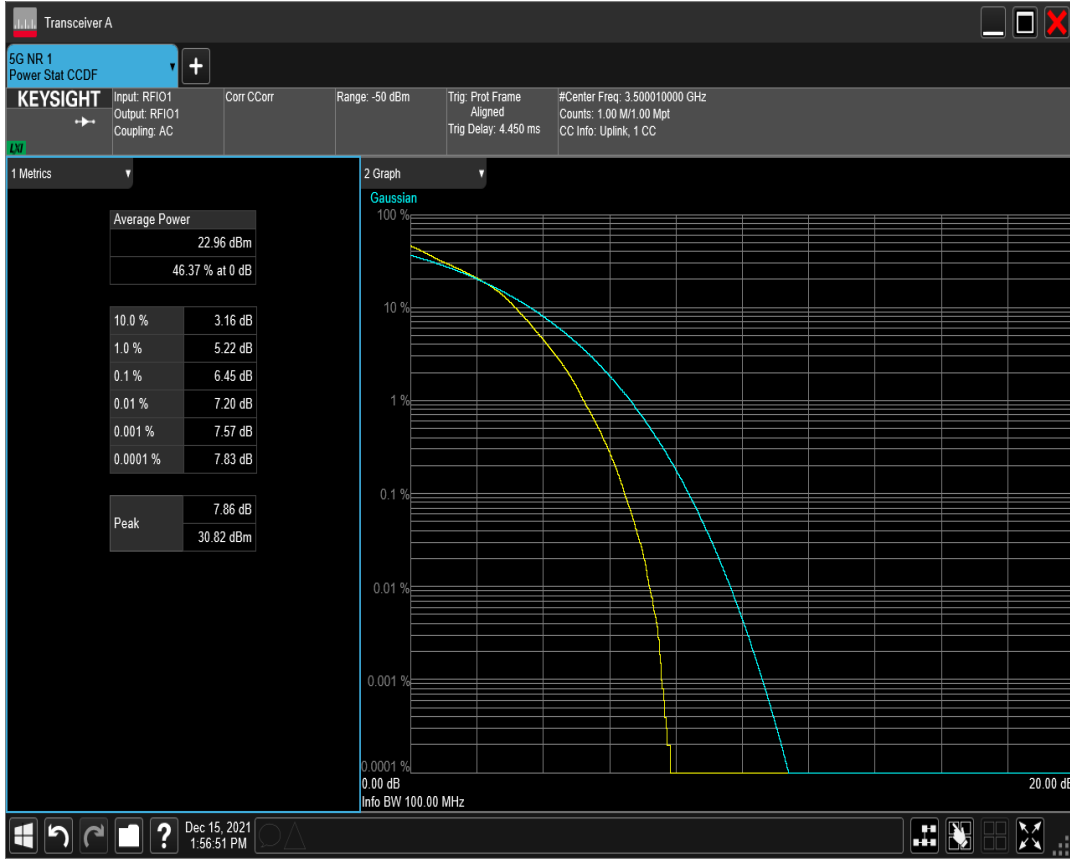 Transceiver A
5G NR 1
Power Stat CCDF
KEYSIGHT
LXI
Input: RFIO1
Output: RFIO1
Coupling: AC
Corr CCorr
Range: -50 dBm
Trig: Prot Frame
Aligned
Trig Delay: 4.450 ms
#Center Freq: 3.500010000 GHz
Counts: 1.00 M/1.00 Mpt
CC Info: Uplink, 1 CC
1 Metrics
Average Power
22.96 dBm
46.37 % at 0 dB
10.0 % 3.16 dB
1.0 % 5.22 dB
0.1 % 6.45 dB
0.01 % 7.20 dB
0.001 % 7.57 dB
0.0001 % 7.83 dB
Peak
7.86 dB
30.82 dBm
2 Graph
Gaussian
100 %
10 %
1 %
0.1 %
0.01 %
0.001 %
0.0001 %
0.00 dB 20.00 dB
Info BW 100.00 MHz
?
Dec 15, 2021
1:56:51 PM